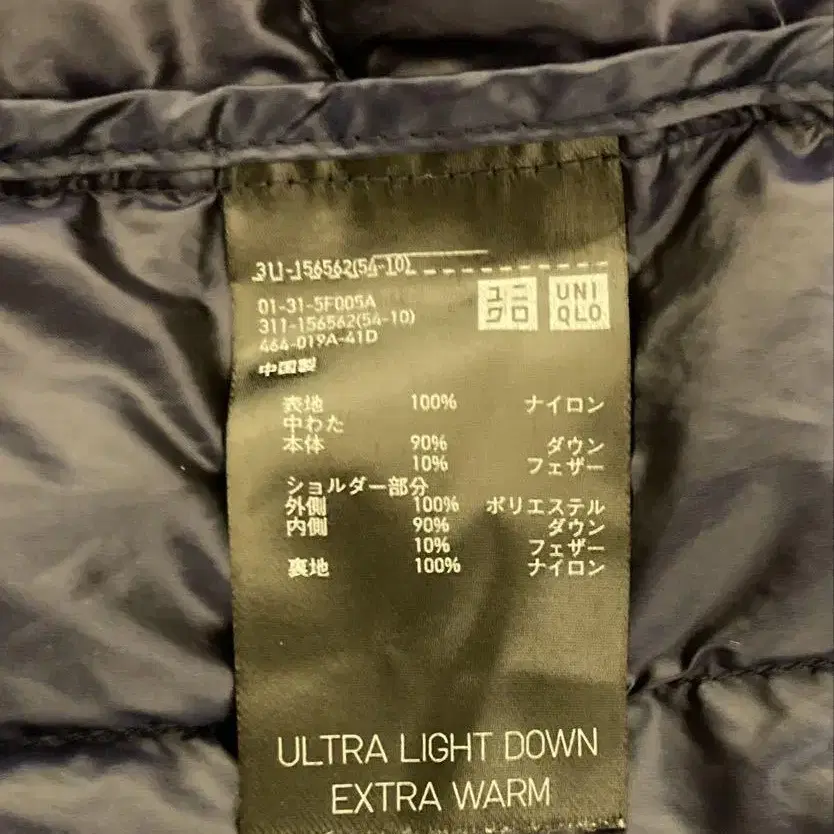 311-156562(54-10)
ユニ
クロ
UNI
QLO
01-31-5F005A
311-156562(54-10)
464-019A-41D
中国製
表地 100% ナイロン
中わた
本体 90% ダウン
10% フェザー
ショルダー部分
外側 100% ポリエステル
内側 90% ダウン
10% フェザー
裏地 100% ナイロン
ULTRA LIGHT DOWN
EXTRA WARM